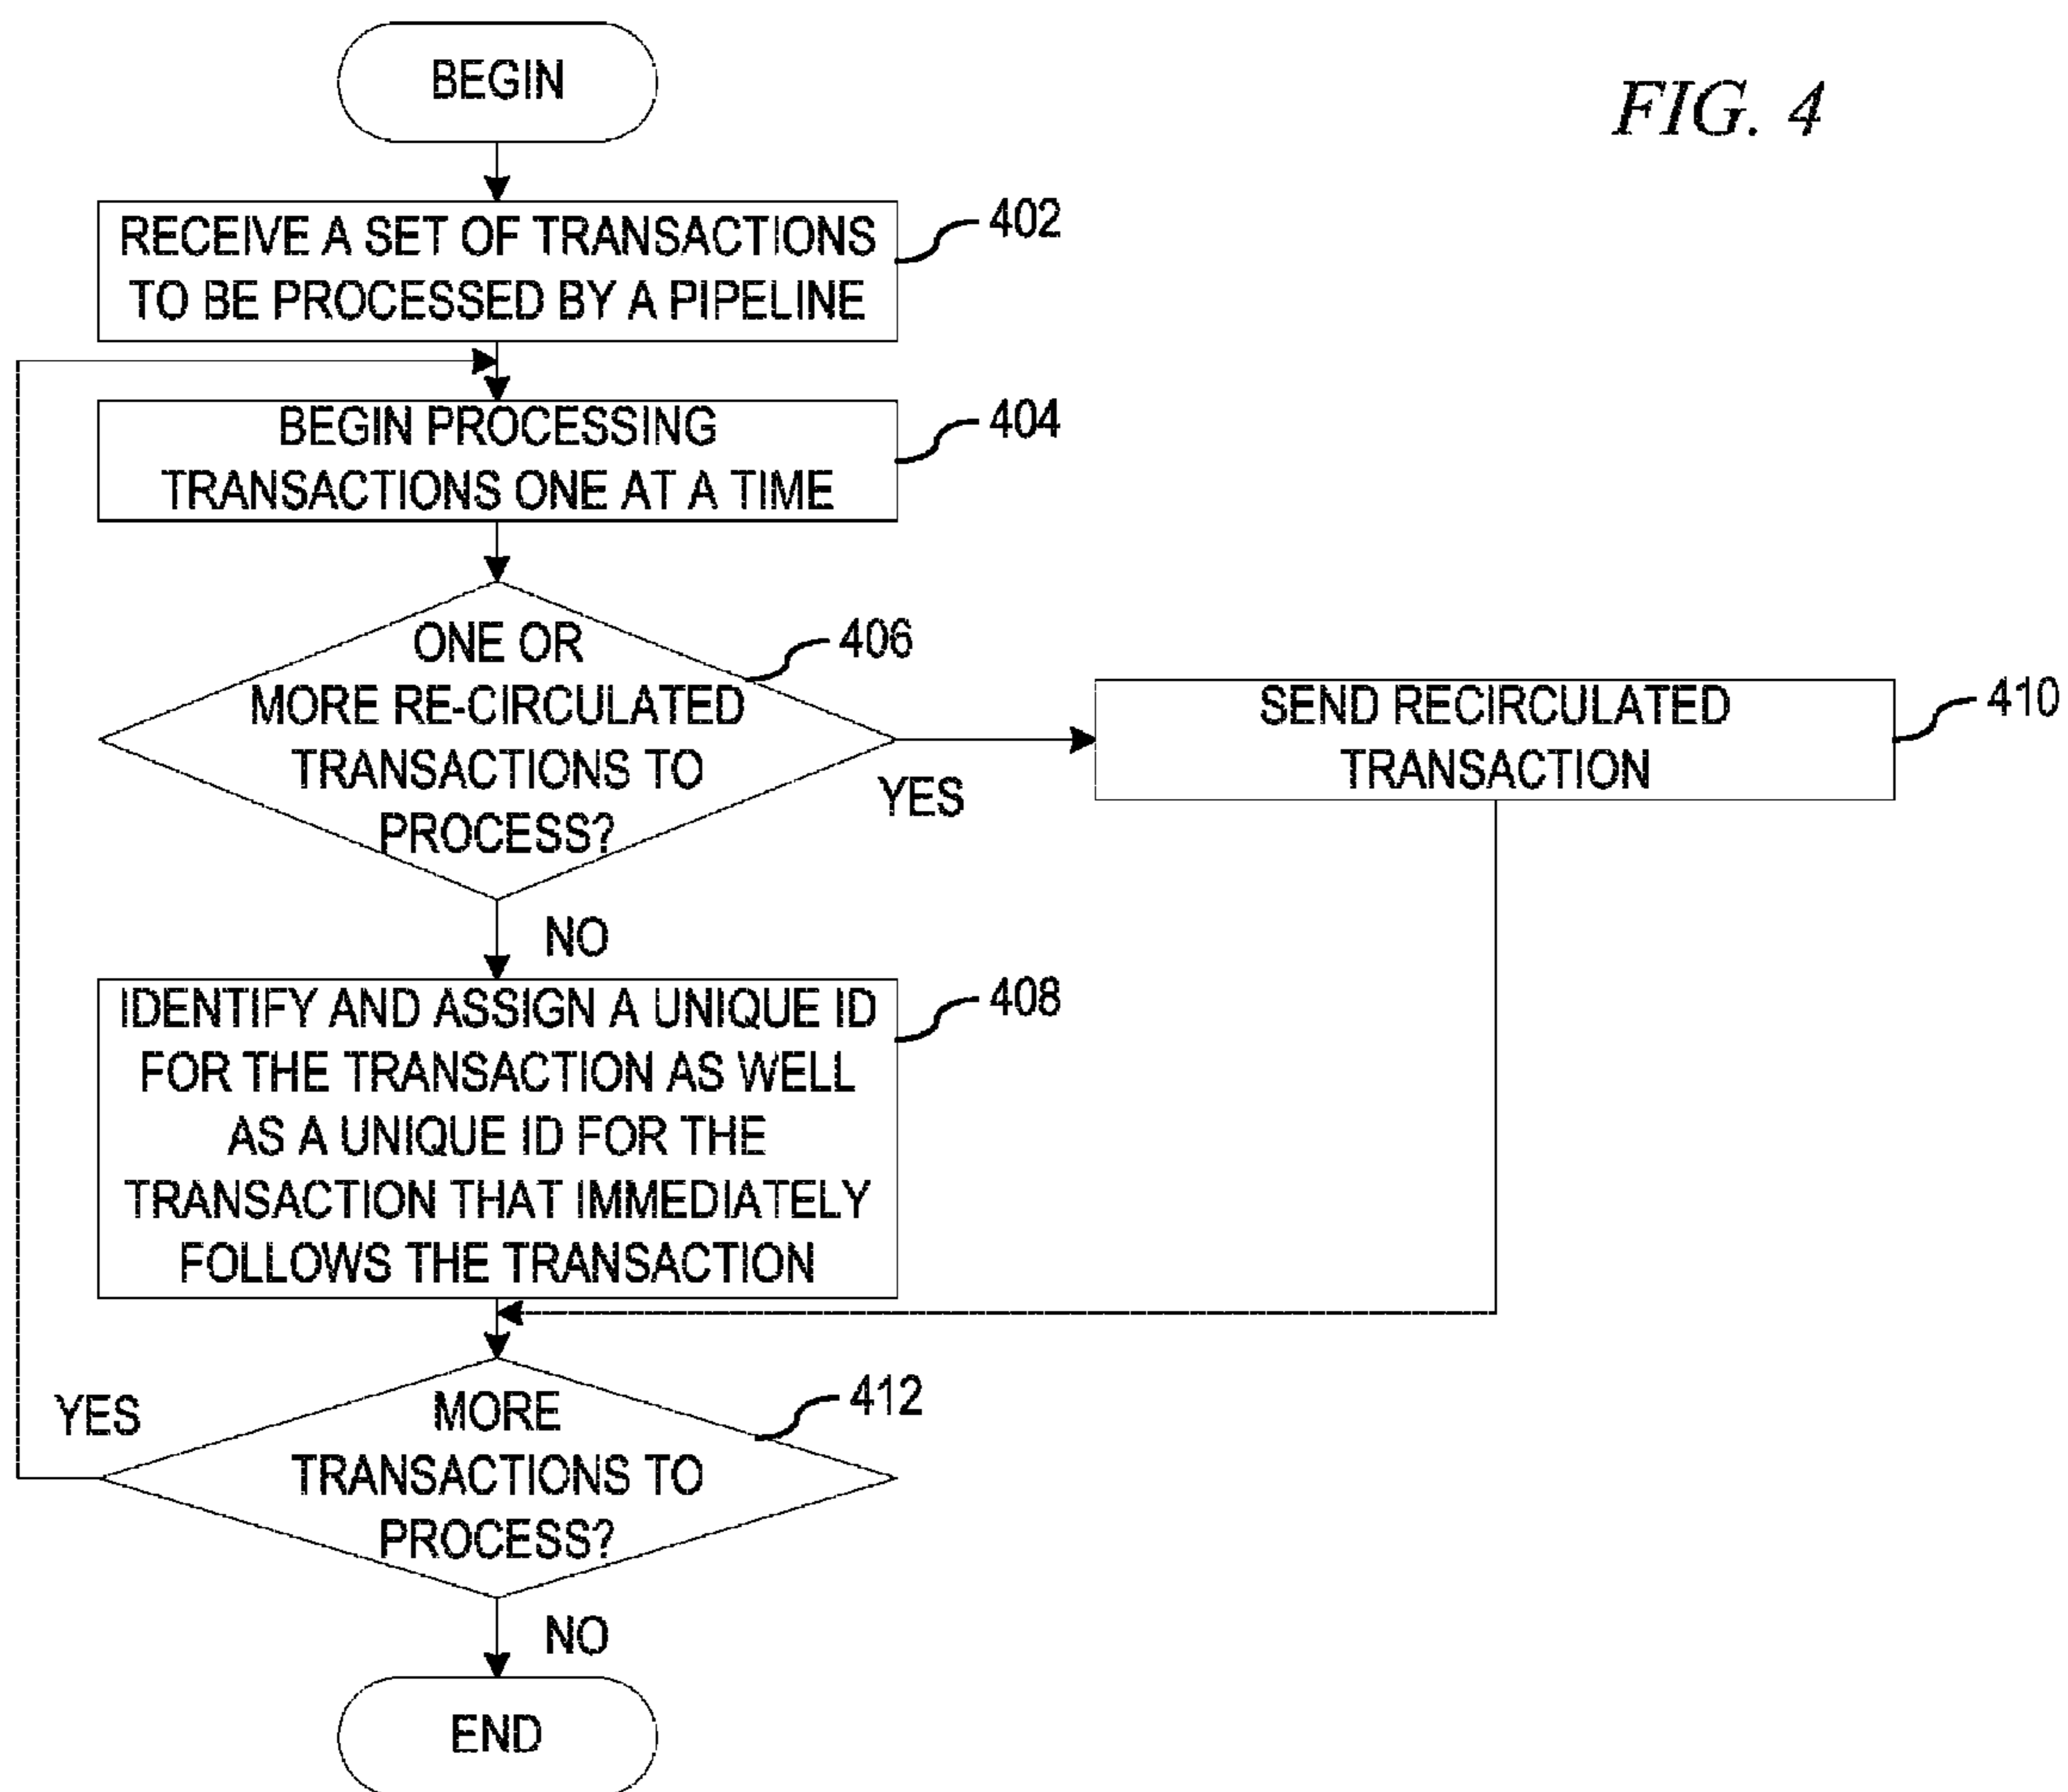 BEGIN
FIG. 4
RECEIVE A SET OF TRANSACTIONS
TO BE PROCESSED BY A PIPELINE
402
BEGIN PROCESSING
TRANSACTIONS ONE AT A TIME
404
ONE OR
MORE RE-CIRCULATED
TRANSACTIONS TO
PROCESS?
406
YES
SEND RECIRCULATED
TRANSACTION
410
NO
IDENTIFY AND ASSIGN A UNIQUE ID
FOR THE TRANSACTION AS WELL
AS A UNIQUE ID FOR THE
TRANSACTION THAT IMMEDIATELY
FOLLOWS THE TRANSACTION
408
YES
MORE
TRANSACTIONS TO
PROCESS?
412
NO
END